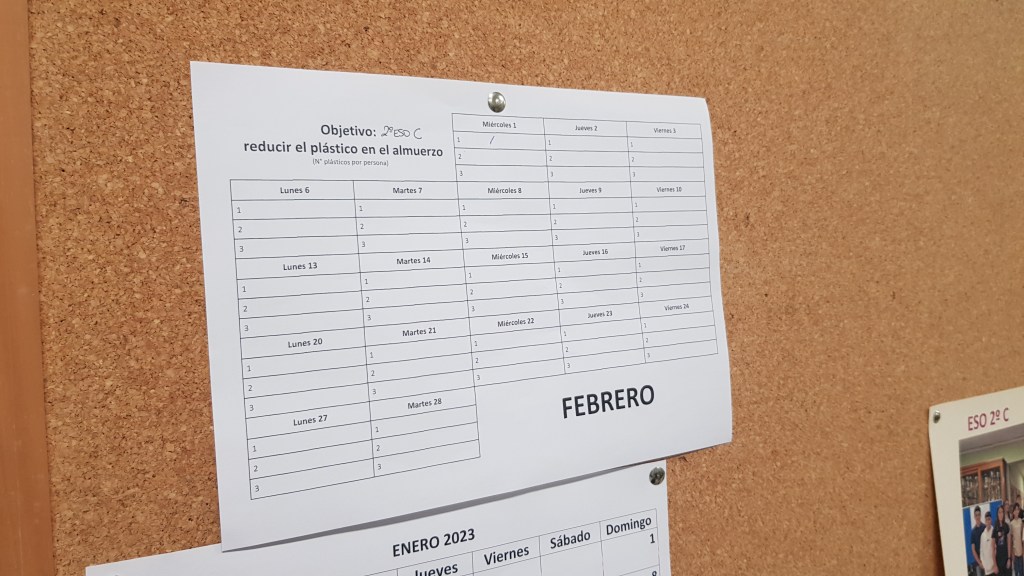 Objetivo: 2º ESO C
reducir el plástico en el almuerzo
(Nº plásticos por persona)
Miércoles 1 Jueves 2 Viernes 3
1 / 1 1
2 2 2
3 3 3
Lunes 6 Martes 7 Miércoles 8 Jueves 9 Viernes 10
1 1 1 1 1
2 2 2 2 2
3 3 3 3 3
Lunes 13 Martes 14 Miércoles 15 Jueves 16 Viernes 17
1 1 1 1 1
2 2 2 2 2
3 3 3 3 3
Lunes 20 Martes 21 Miércoles 22 Jueves 23 Viernes 24
1 1 1 1 1
2 2 2 2 2
3 3 3 3 3
Lunes 27 Martes 28
1 1
2 2
3 3
FEBRERO
ENERO 2023
Jueves Viernes Sábado Domingo
1
8
ESO 2º C